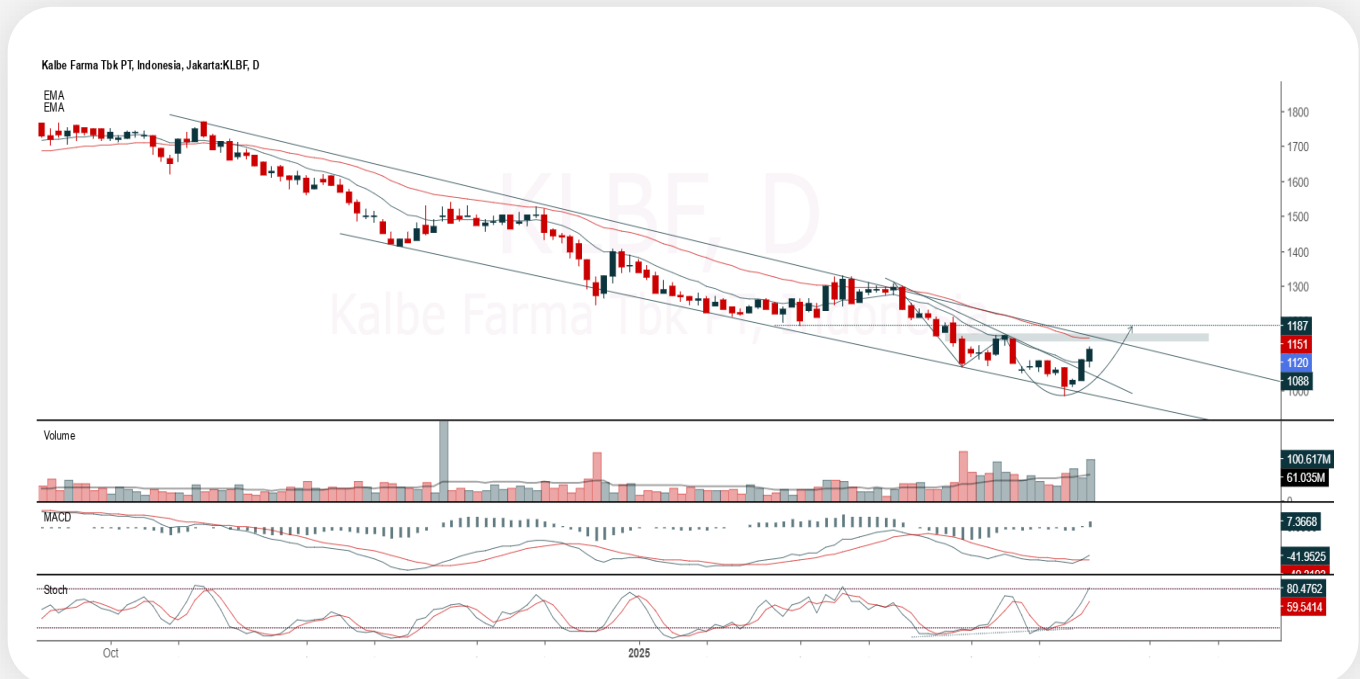 Kalbe Farma Tbk PT, Indonesia, Jakarta:KLBF, D
EMA
EMA
KLBF, D
Kalbe Farma Tbk PT, Indonesia
1800
1700
1600
1500
1400
1300
1187
1151
1120
1088
1000
Volume
100.617M
61.035M
0
MACD
7.3668
-41.9525
Stoch
80.4762
59.5414
Oct
2025